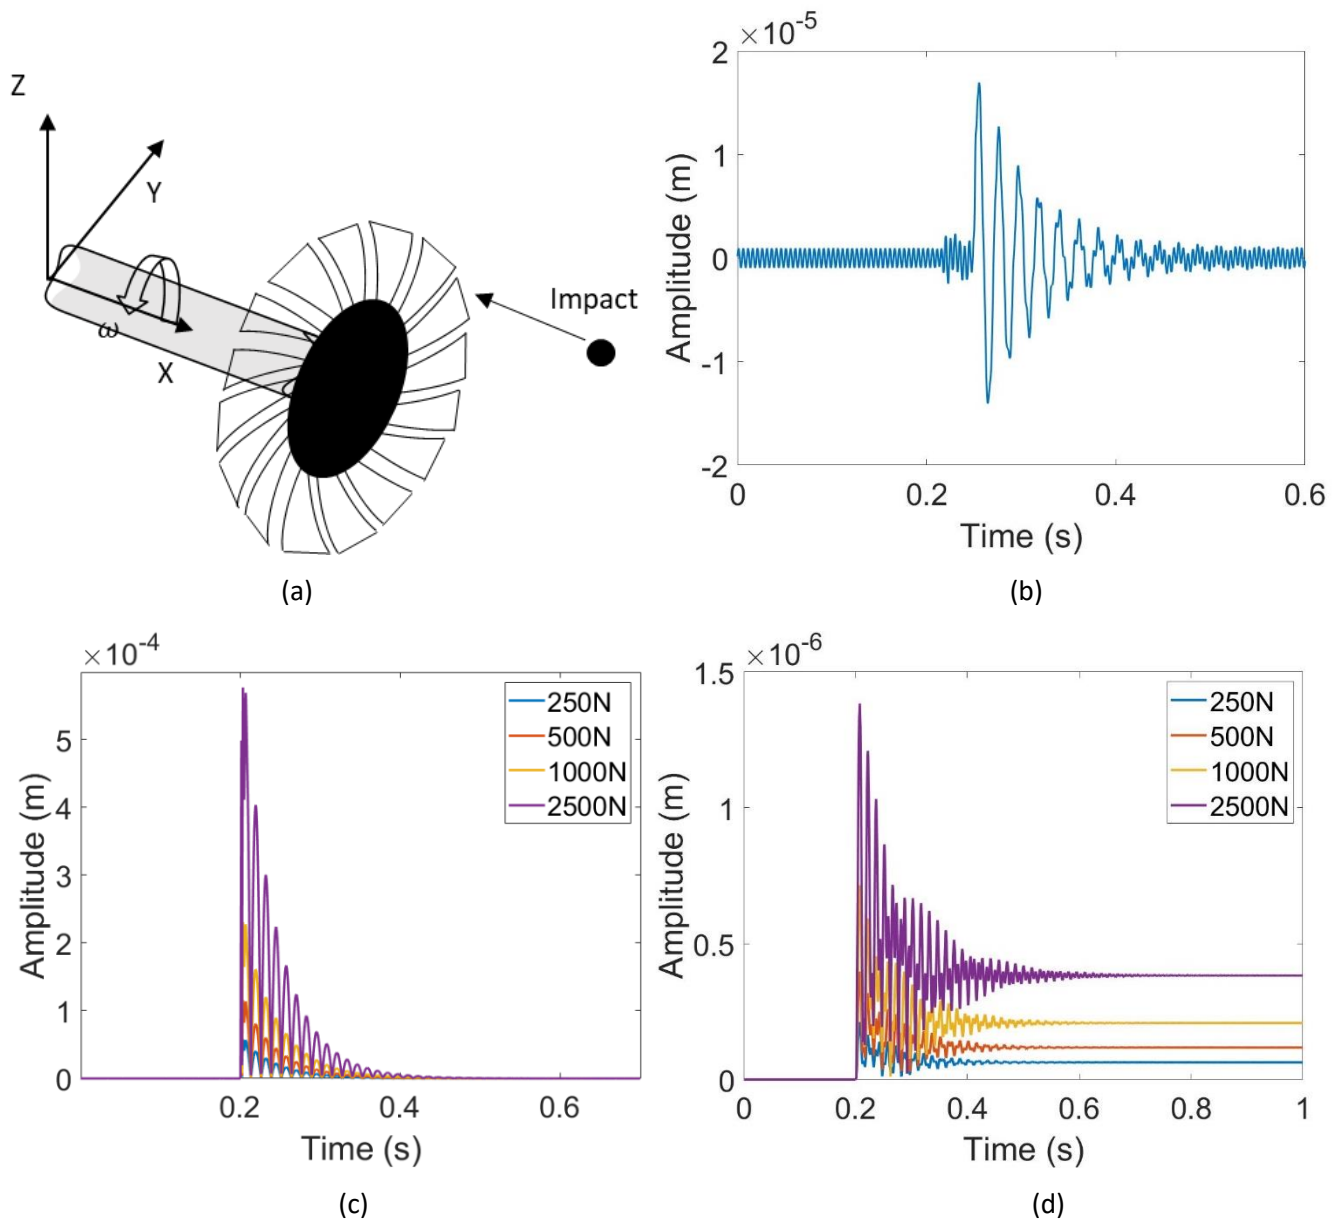 Z
Y
ω
X
Impact
(a)
×10-5
2
1
0
-1
-2
Amplitude (m)
0
0.2
0.4
0.6
Time (s)
(b)
×10-4
5
4
3
2
1
0
Amplitude (m)
250N
500N
1000N
2500N
0.2
0.4
0.6
Time (s)
(c)
×10-6
1.5
1
0.5
0
Amplitude (m)
250N
500N
1000N
2500N
0
0.2
0.4
0.6
0.8
1
Time (s)
(d)